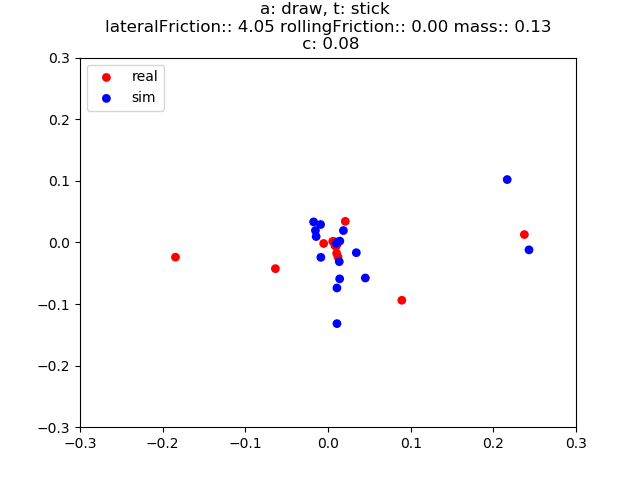 a: draw, t: stick
lateralFriction:: 4.05 rollingFriction:: 0.00 mass:: 0.13
c: 0.08
real
sim
0.3
0.2
0.1
0.0
−0.1
−0.2
−0.3
−0.3
−0.2
−0.1
0.0
0.1
0.2
0.3